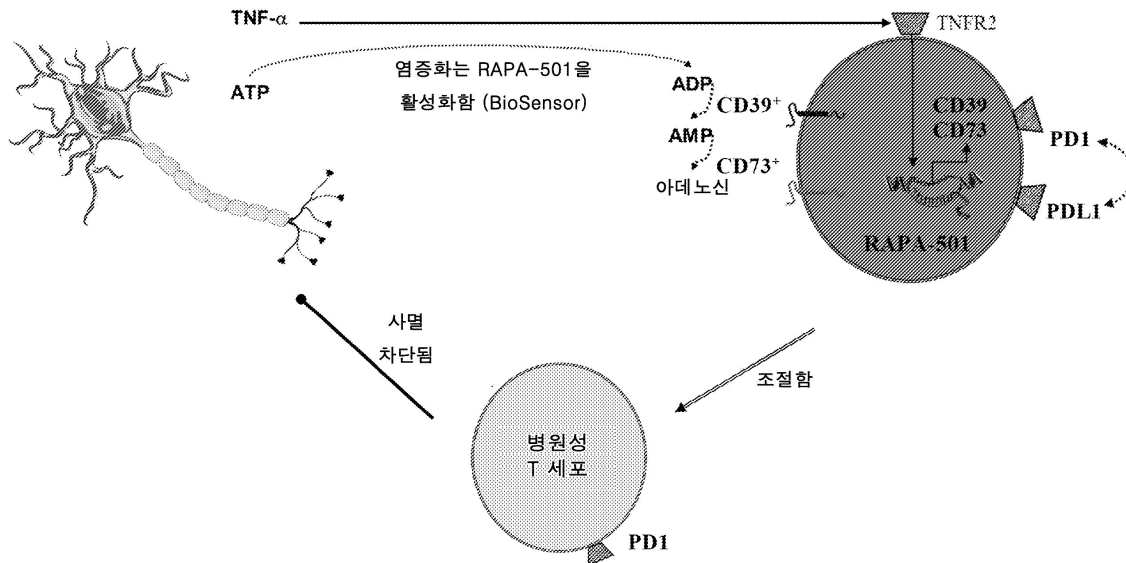 TNF-α
TNFR2
ATP
염증화는 RAPA-501을
활성화함 (BioSensor)
ADP
CD39⁺
AMP
CD73⁺
아데노신
CD39
CD73
PD1
PDL1
RAPA-501
사멸
차단됨
조절함
병원성
T 세포
PD1